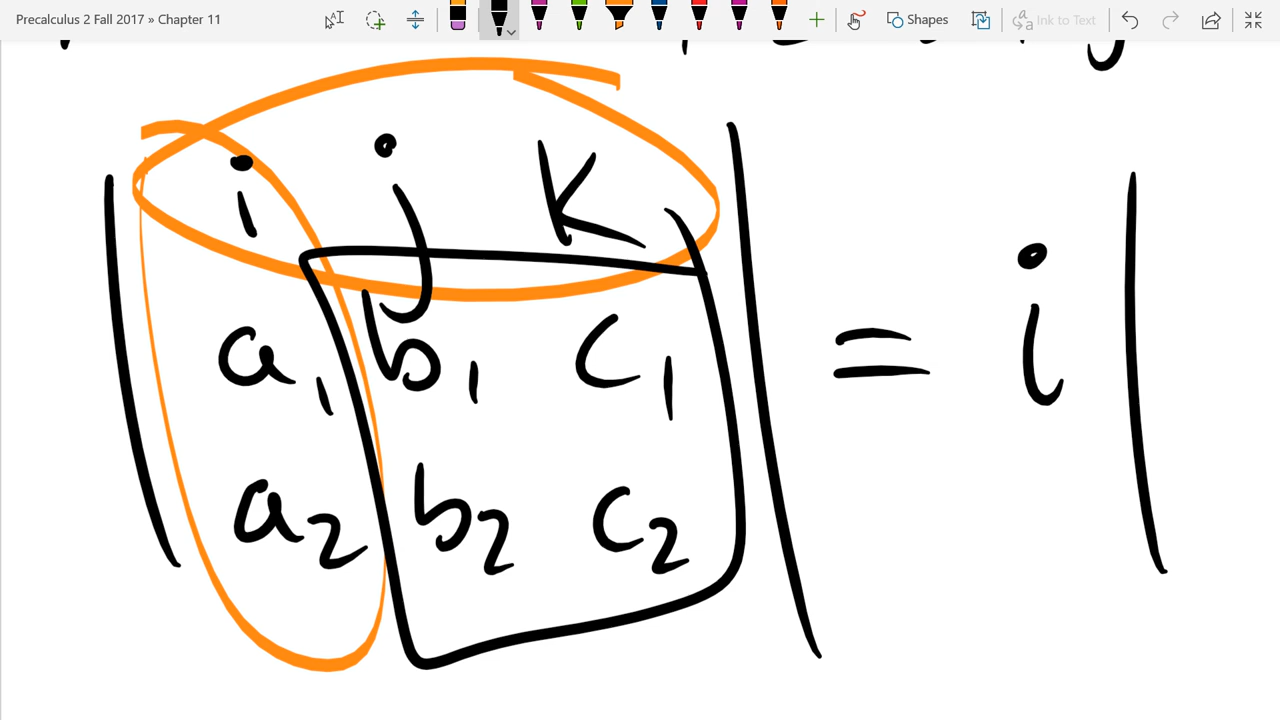 Precalculus 2 Fall 2017 » Chapter 11
Shapes
Ink to Text
i j k
a₁ b₁ c₁ = i
a₂ b₂ c₂